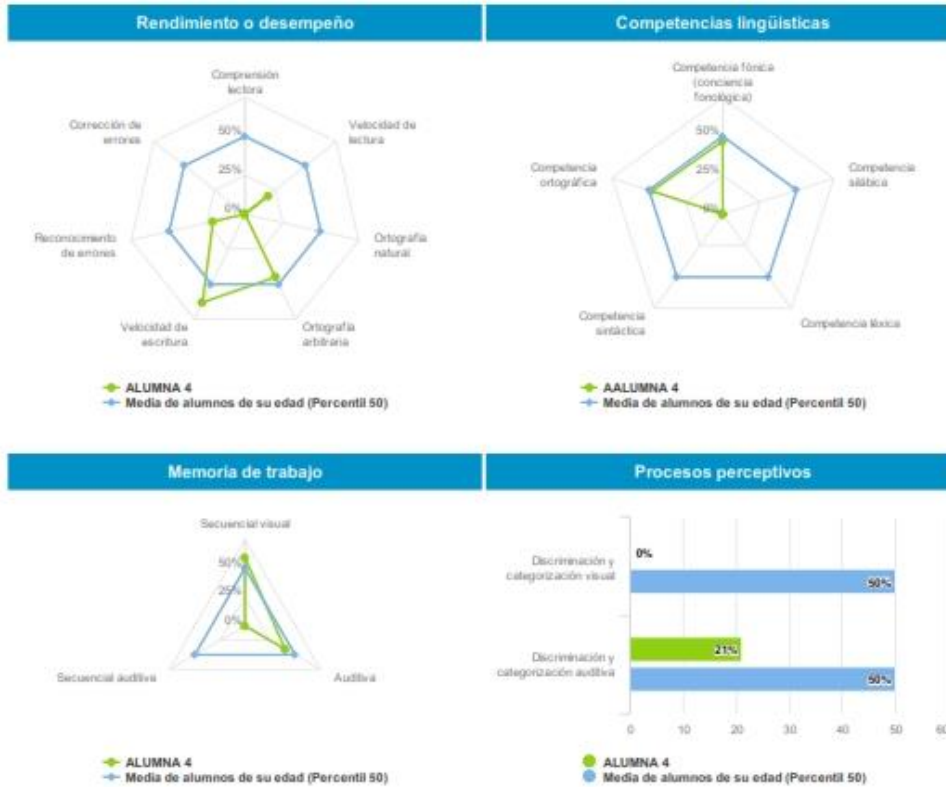 Rendimiento o desempeño
Comprensión
lectora
Corrección de
errores
Velocidad de
lectura
50%
25%
0%
Reconocimiento
de errores
Ortografía
natural
Velocidad de
escritura
Ortografía
arbitraria
ALUMNA 4
Media de alumnos de su edad (Percentil 50)
Competencias lingüísticas
Competencia fónica
(conciencia
fonológica)
50%
25%
0%
Competencia
ortográfica
Competencia
silábica
Competencia
sintáctica
Competencia léxica
AALUMNA 4
Media de alumnos de su edad (Percentil 50)
Memoria de trabajo
Secuencial visual
50%
25%
0%
Secuencial auditiva
Auditiva
ALUMNA 4
Media de alumnos de su edad (Percentil 50)
Procesos perceptivos
Discriminación y
categorización visual
0%
50%
Discriminación y
categorización auditiva
21%
50%
0 10 20 30 40 50 60
ALUMNA 4
Media de alumnos de su edad (Percentil 50)